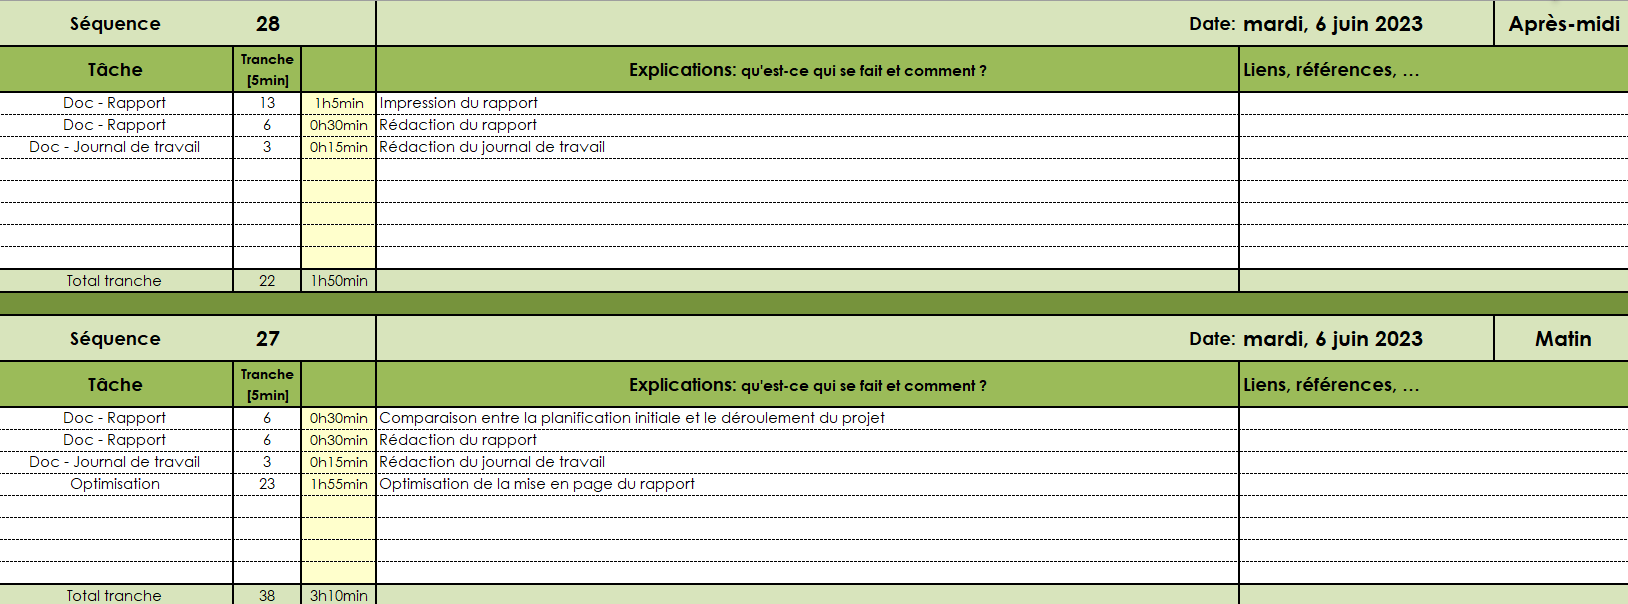 Séquence 28 Date: mardi, 6 juin 2023 Après-midi
Tâche Tranche [5min] Explications: qu'est-ce qui se fait et comment ? Liens, références, ...
Doc - Rapport 13 1h5min Impression du rapport
Doc - Rapport 6 0h30min Rédaction du rapport
Doc - Journal de travail 3 0h15min Rédaction du journal de travail
Total tranche 22 1h50min
Séquence 27 Date: mardi, 6 juin 2023 Matin
Tâche Tranche [5min] Explications: qu'est-ce qui se fait et comment ? Liens, références, ...
Doc - Rapport 6 0h30min Comparaison entre la planification initiale et le déroulement du projet
Doc - Rapport 6 0h30min Rédaction du rapport
Doc - Journal de travail 3 0h15min Rédaction du journal de travail
Optimisation 23 1h55min Optimisation de la mise en page du rapport
Total tranche 38 3h10min